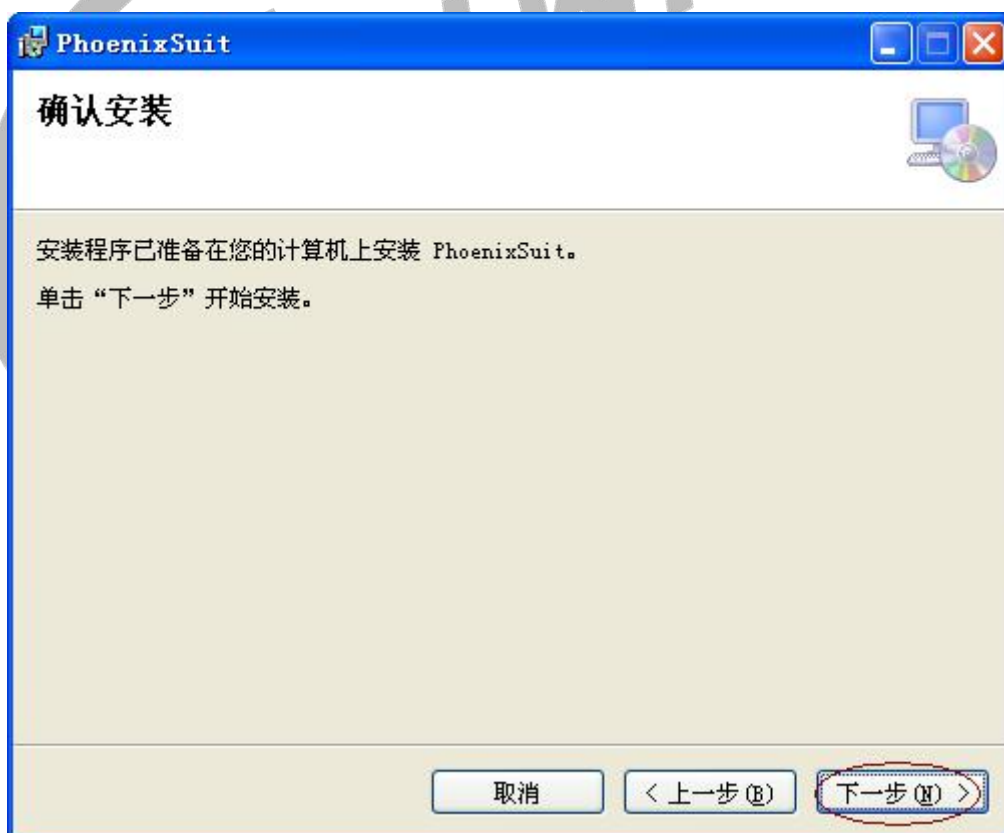 PhoenixSuit
确认安装
安装程序已准备在您的计算机上安装 PhoenixSuit。
单击“下一步”开始安装。
取消
< 上一步(B)
下一步(N) >